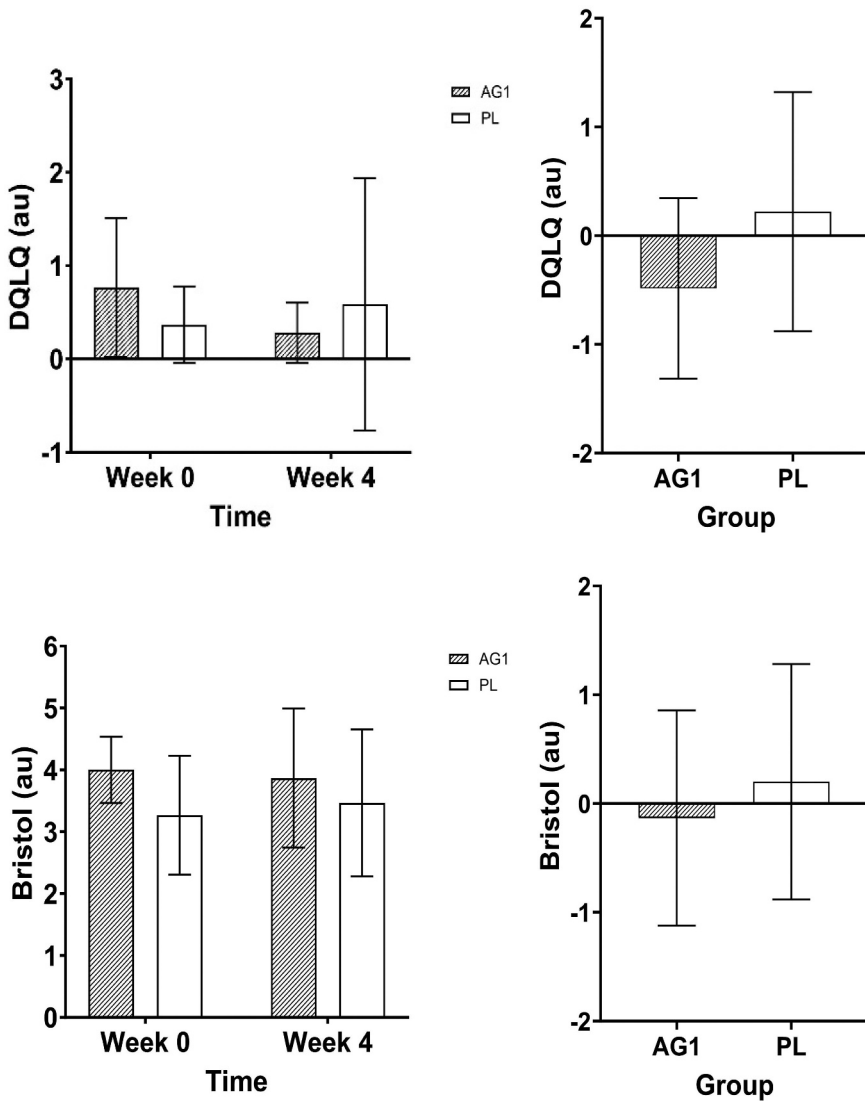 3
2
1
0
-1
DQLQ (au)
Week 0
Week 4
Time
AG1
PL
2
1
0
-1
-2
DQLQ (au)
AG1
PL
Group
6
5
4
3
2
1
0
Bristol (au)
Week 0
Week 4
Time
AG1
PL
2
1
0
-1
-2
Bristol (au)
AG1
PL
Group